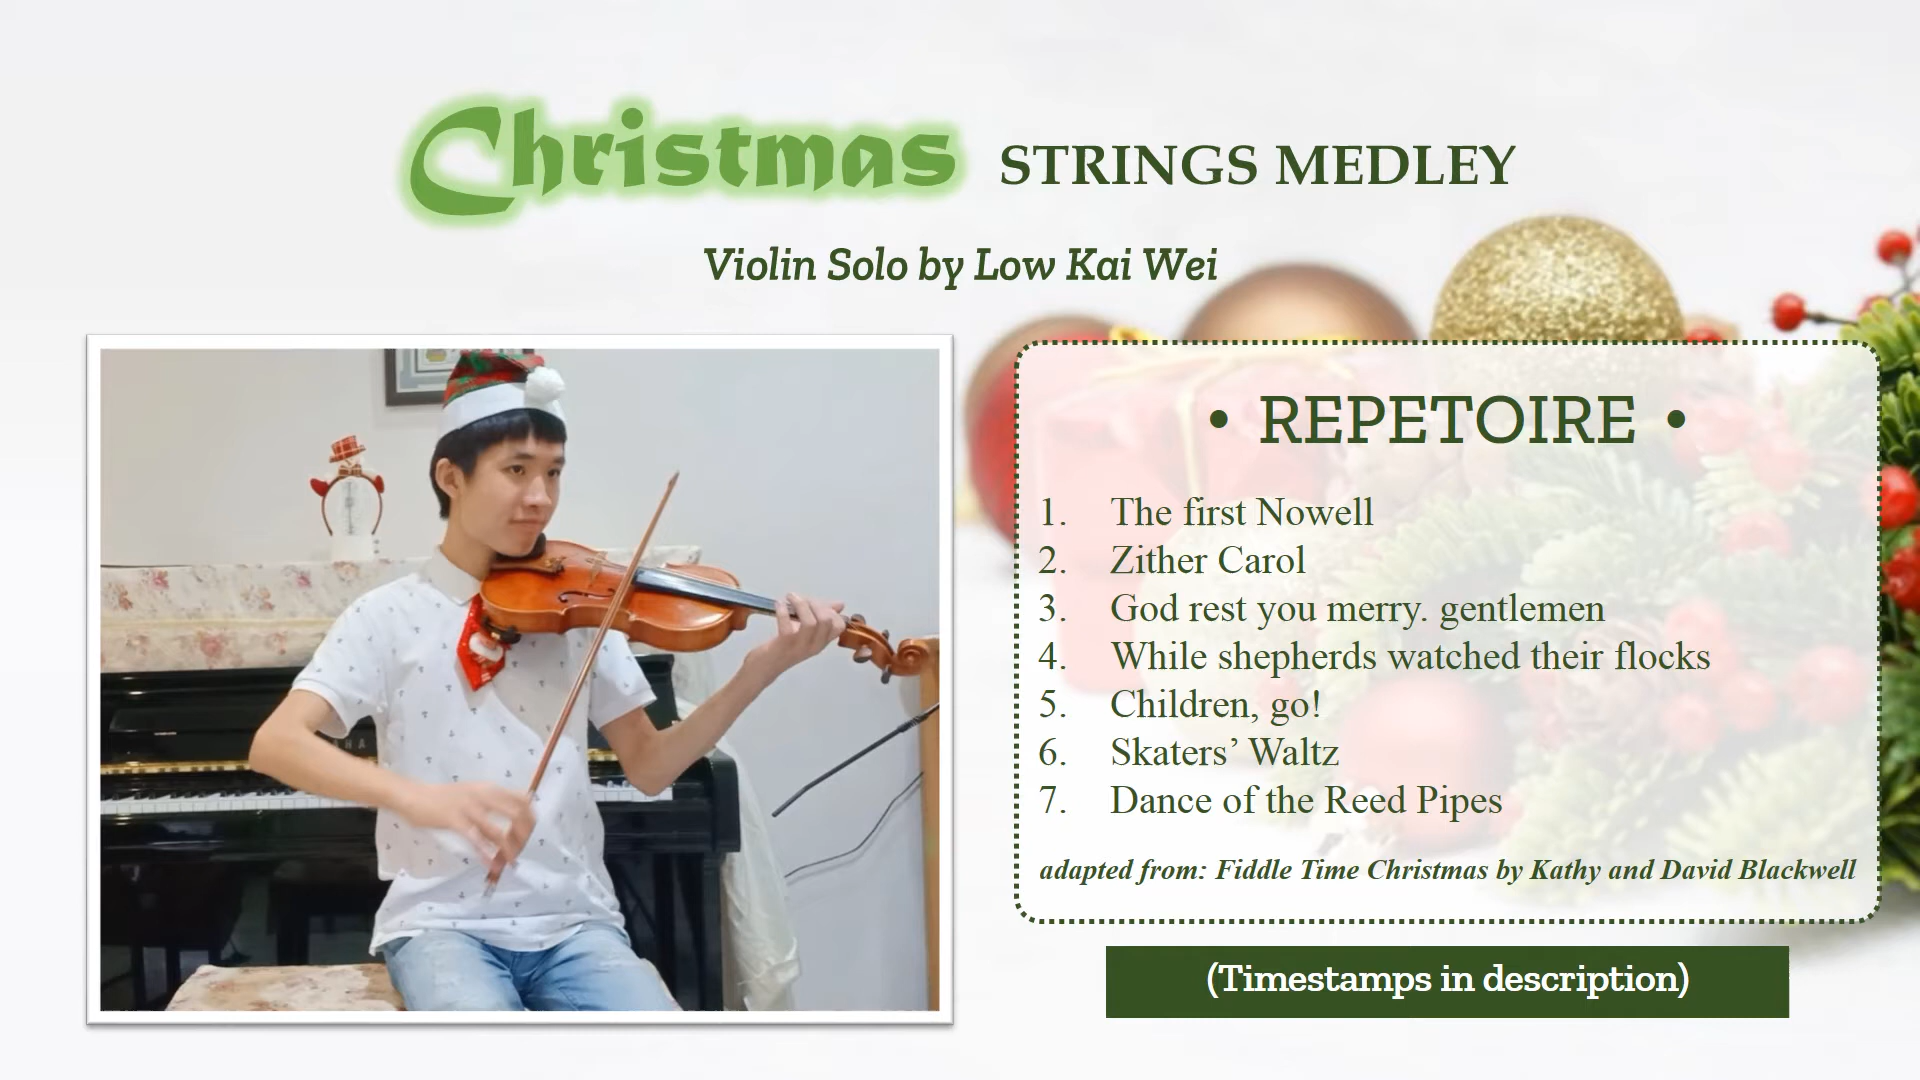 Christmas STRINGS MEDLEY
Violin Solo by Low Kai Wei
• REPETOIRE •
1. The first Nowell
2. Zither Carol
3. God rest you merry. gentlemen
4. While shepherds watched their flocks
5. Children, go!
6. Skaters’ Waltz
7. Dance of the Reed Pipes
adapted from: Fiddle Time Christmas by Kathy and David Blackwell
(Timestamps in description)